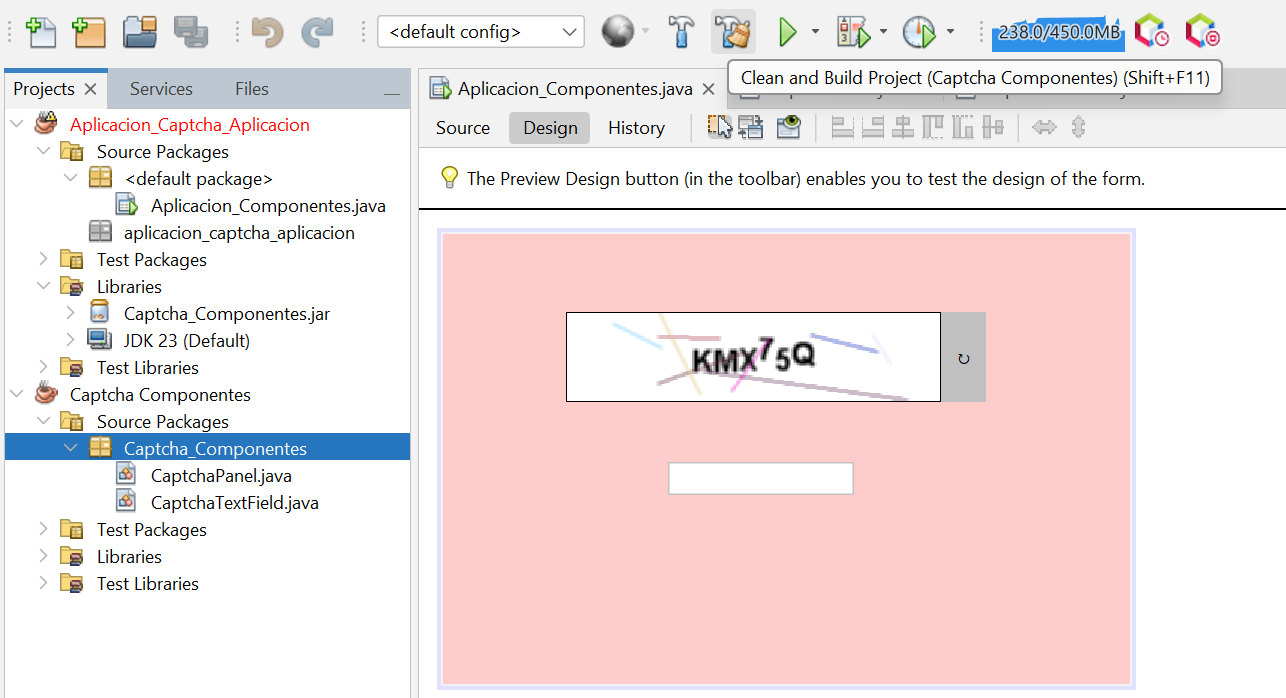 <default config>
238.0/450.0MB
Clean and Build Project (Captcha Componentes) (Shift+F11)
Projects
Services
Files
Aplicacion_Componentes.java
Source
Design
History
The Preview Design button (in the toolbar) enables you to test the design of the form.
Aplicacion_Captcha_Aplicacion
Source Packages
<default package>
Aplicacion_Componentes.java
aplicacion_captcha_aplicacion
Test Packages
Libraries
Captcha_Componentes.jar
JDK 23 (Default)
Test Libraries
Captcha Componentes
Source Packages
Captcha_Componentes
CaptchaPanel.java
CaptchaTextField.java
Test Packages
Libraries
Test Libraries
KMX75Q